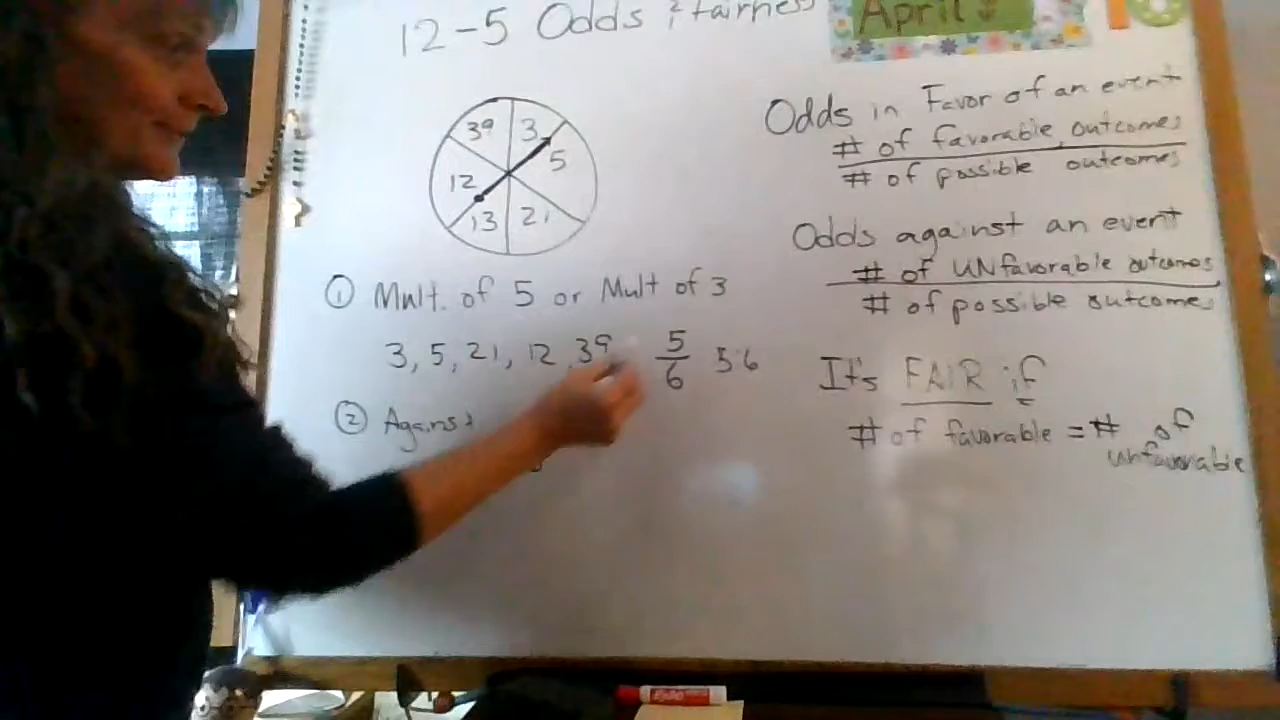 12-5 Odds & fairness
April
10
39 3
12 5
13 21
Odds in Favor of an event
# of favorable outcomes
# of possible outcomes
Odds against an event
# of UNfavorable outcomes
# of possible outcomes
It's FAIR if
# of favorable = # of
unfavorable
① Mult. of 5 or Mult of 3
3, 5, 21, 12, 39 5/6 5:6
② Against
EXPO